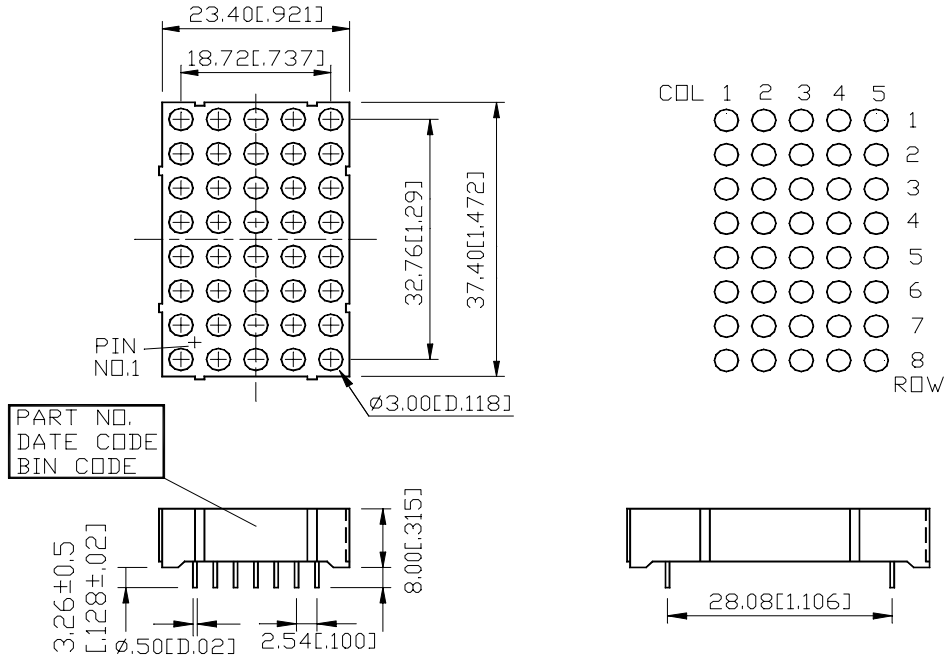 23.40[.921]
18.72[.737]
32.76[1.29]
37.40[1.472]
PIN
NO.1
Ø3.00[D.118]
COL 1 2 3 4 5
1
2
3
4
5
6
7
8
ROW
PART NO.
DATE CODE
BIN CODE
3.26±0.5
[.128±.02]
Ø.50[D.02]
2.54[.100]
8.00[.315]
28.08[1.106]